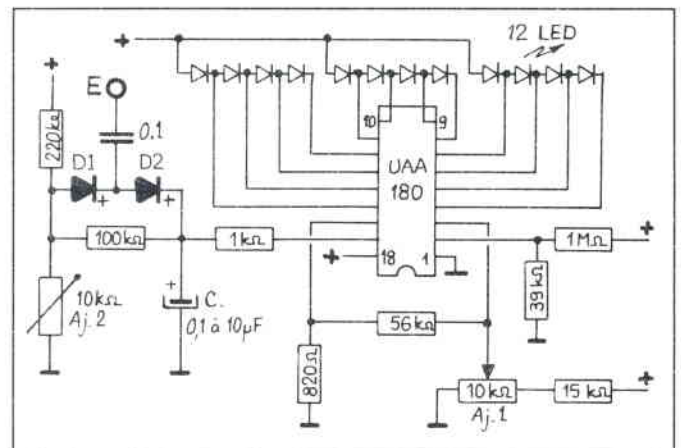 + 12 LED
+ E
220kΩ 0.1
D1 D2
+ +
10 9
UAA
180
100kΩ 1kΩ 1MΩ +
+ 18 1
10kΩ
Aj. 2
+ C.
0,1 à 10µF
39kΩ
56kΩ
820Ω
10kΩ 15kΩ +
Aj. 1